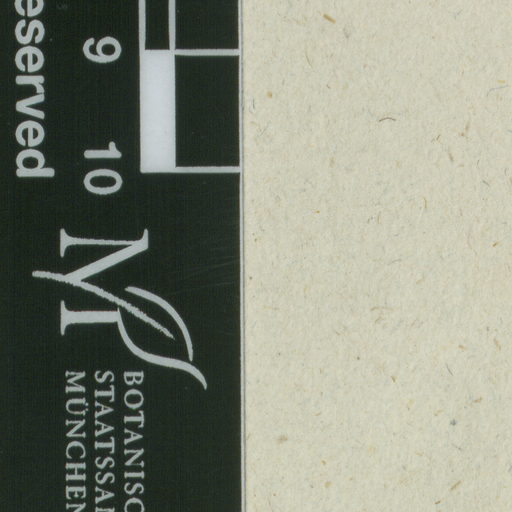 eserved
9 10
M
BOTANISC
STAATSSA
MÜNCHEN